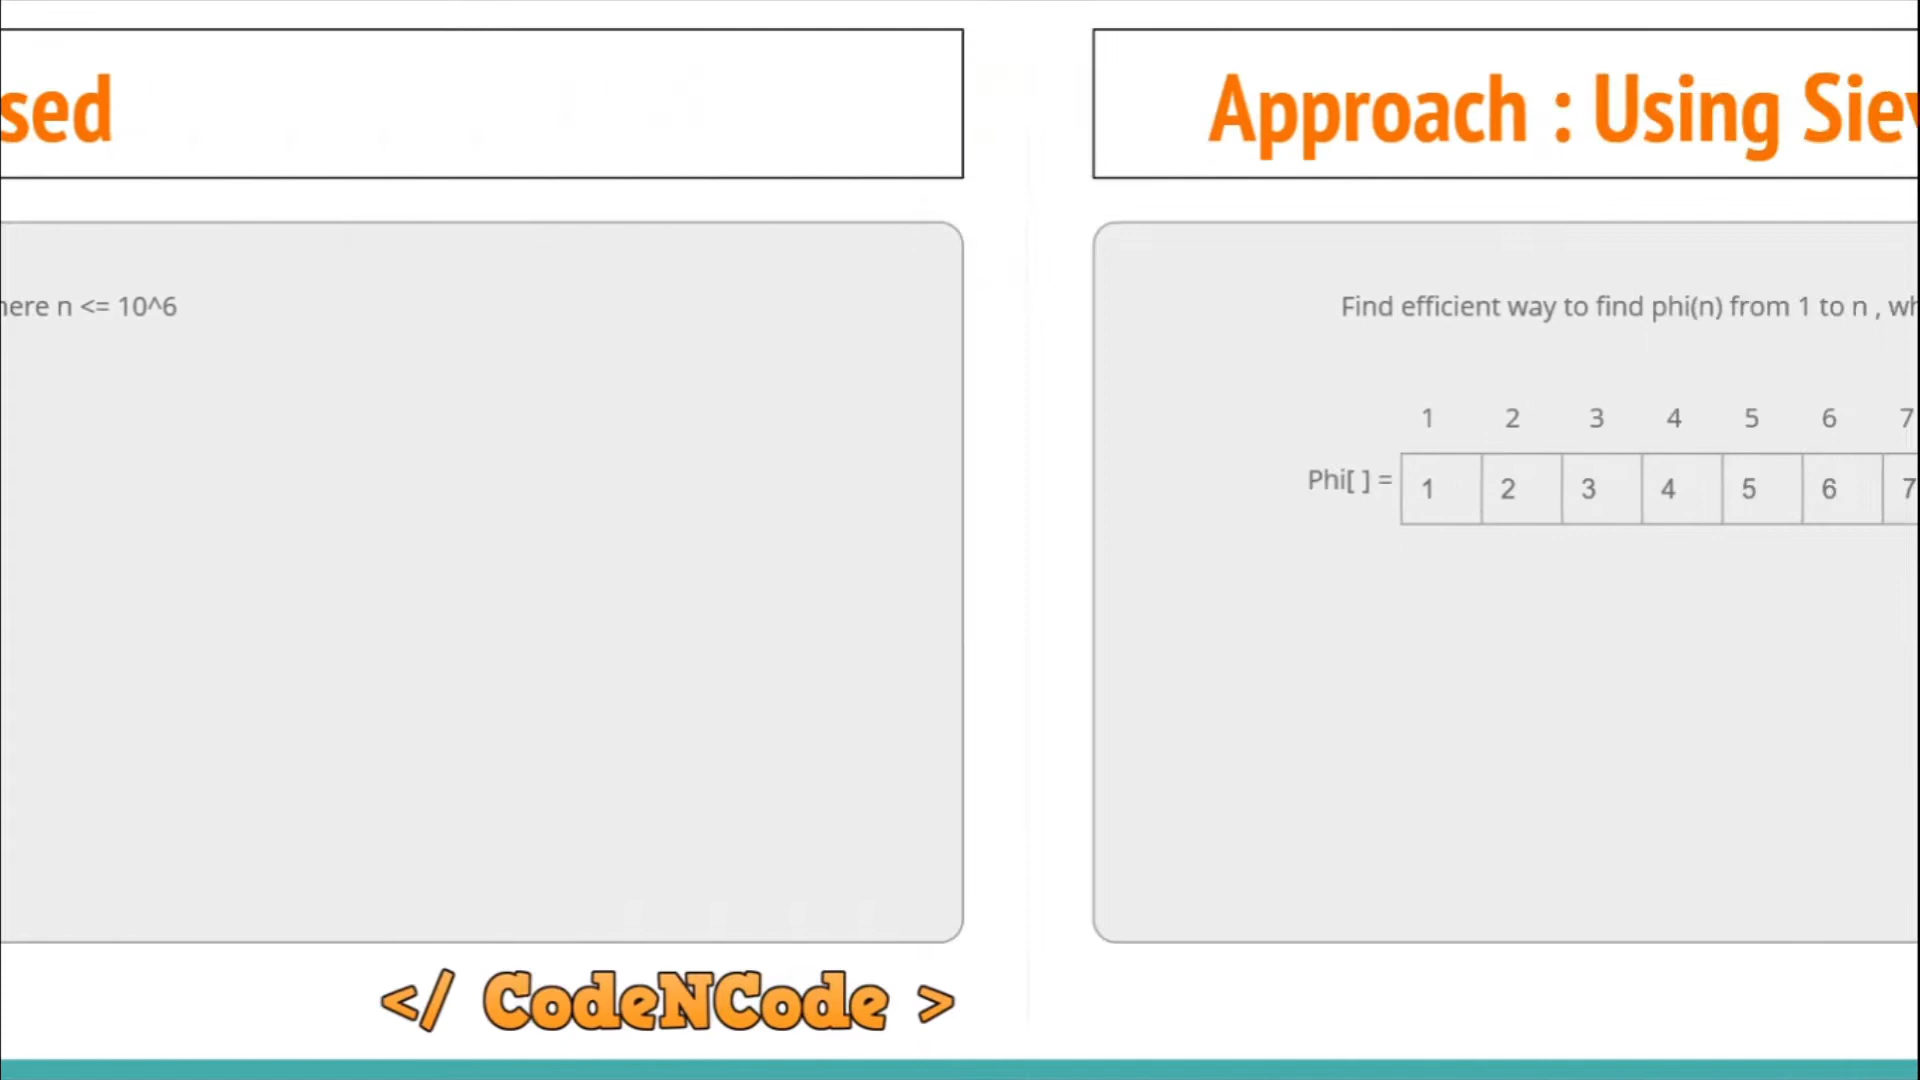 sed
here n <= 10^6
</ CodeNCode >
Approach : Using Siev
Find efficient way to find phi(n) from 1 to n , wh
1 2 3 4 5 6 7
Phi[ ] = 1 2 3 4 5 6 7